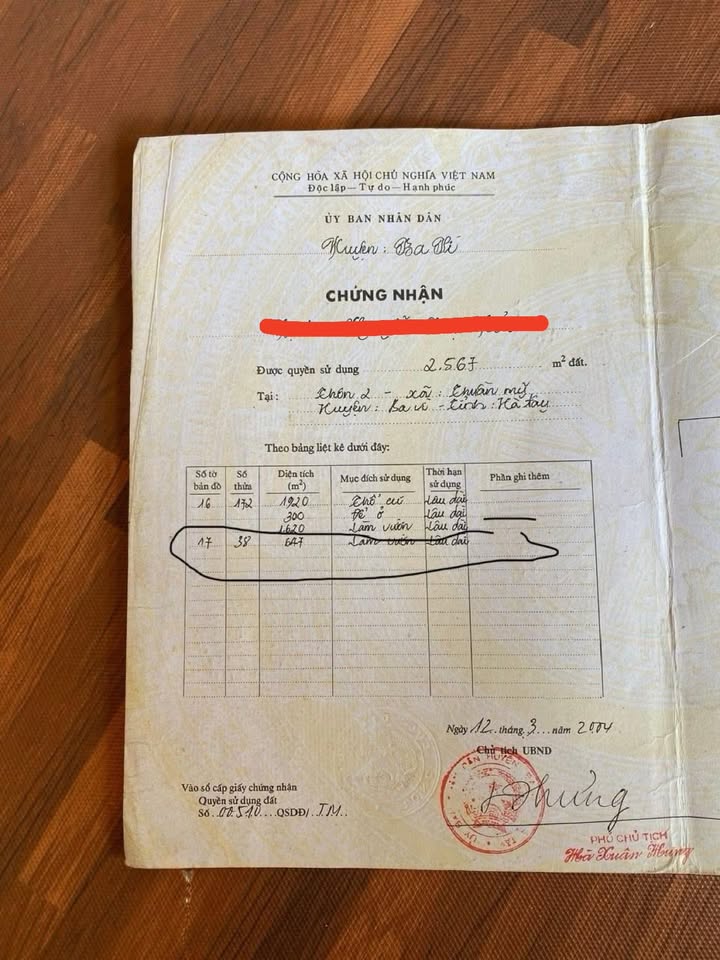 CỘNG HÒA XÃ HỘI CHỦ NGHĨA VIỆT NAM
Độc lập - Tự do - Hạnh phúc
ỦY BAN NHÂN DÂN
Huyện: Ba Vì
CHỨNG NHẬN
Được quyền sử dụng 2.567 m² đất.
Tại: Thôn 2 - xã: Thuần mỹ
Huyện: Ba vì - Tỉnh: Hà tây
Theo bảng liệt kê dưới đây:
Số tờ bản đồ Số thửa Diện tích (m²) Mục đích sử dụng Thời hạn sử dụng Phần ghi thêm
16 172 1920 Thổ cư Lâu dài
300 Để ở Lâu dài
1.620 Làm vườn Lâu dài
17 38 647 Làm vườn Lâu dài
Ngày 12 tháng 3 năm 2004
Chủ tịch UBND
Vào sổ cấp giấy chứng nhận
Quyền sử dụng đất
Số 00510 QSDĐ/
PHÓ CHỦ TỊCH
Hà Xuân Hưng